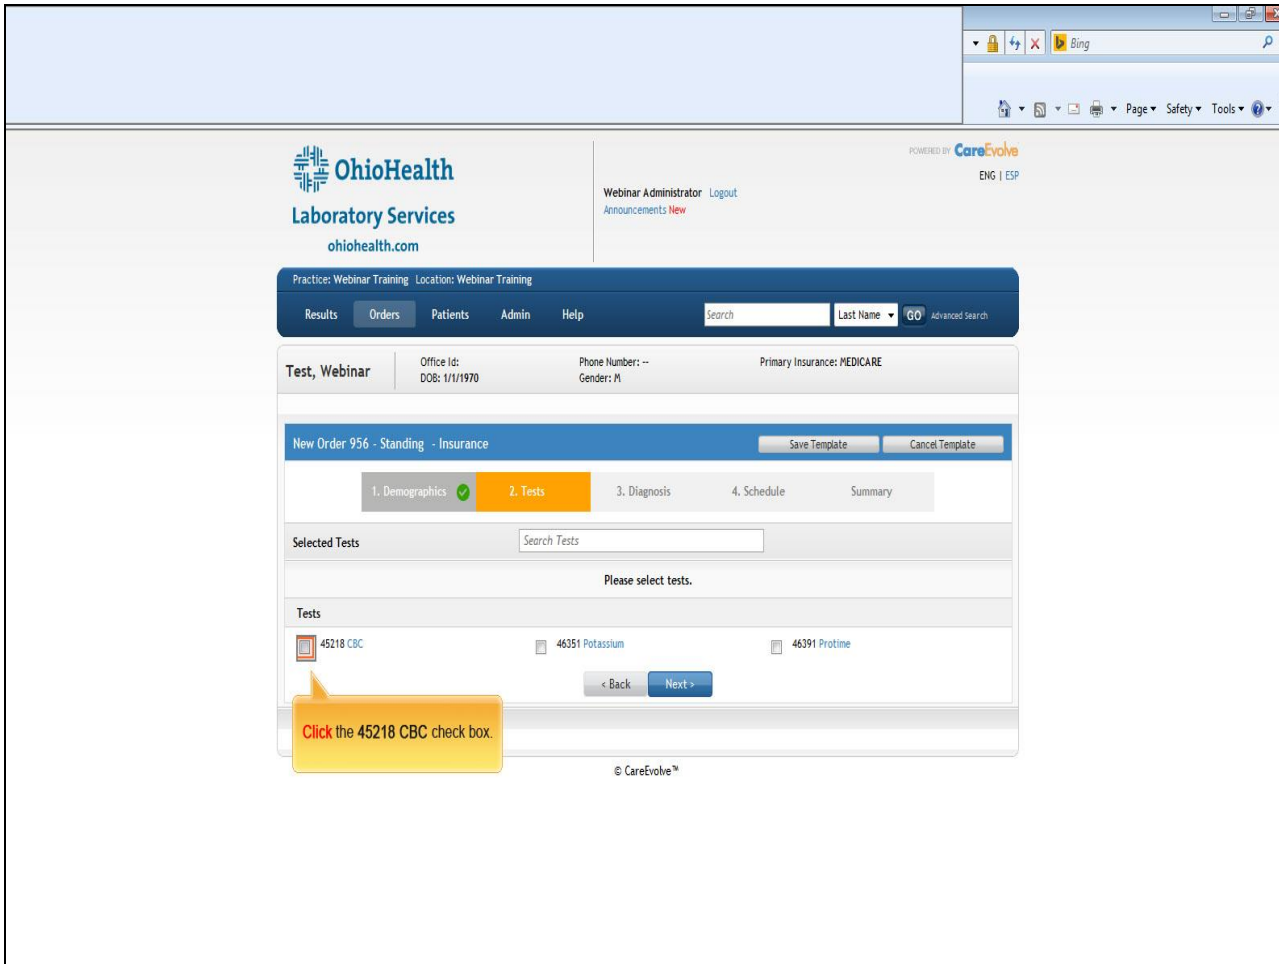 Bing
Page Safety Tools
OhioHealth
Laboratory Services
ohiohealth.com
Webinar Administrator Logout
Announcements New
POWERED BY CareEvolve
ENG | ESP
Practice: Webinar Training Location: Webinar Training
Results Orders Patients Admin Help Search Last Name GO Advanced Search
Test, Webinar
Office Id:
DOB: 1/1/1970
Phone Number: --
Gender: M
Primary Insurance: MEDICARE
New Order 956 - Standing - Insurance Save Template Cancel Template
1. Demographics 2. Tests 3. Diagnosis 4. Schedule Summary
Selected Tests Search Tests
Please select tests.
Tests
45218 CBC 46351 Potassium 46391 Protime
< Back Next >
Click the 45218 CBC check box.
© CareEvolve™